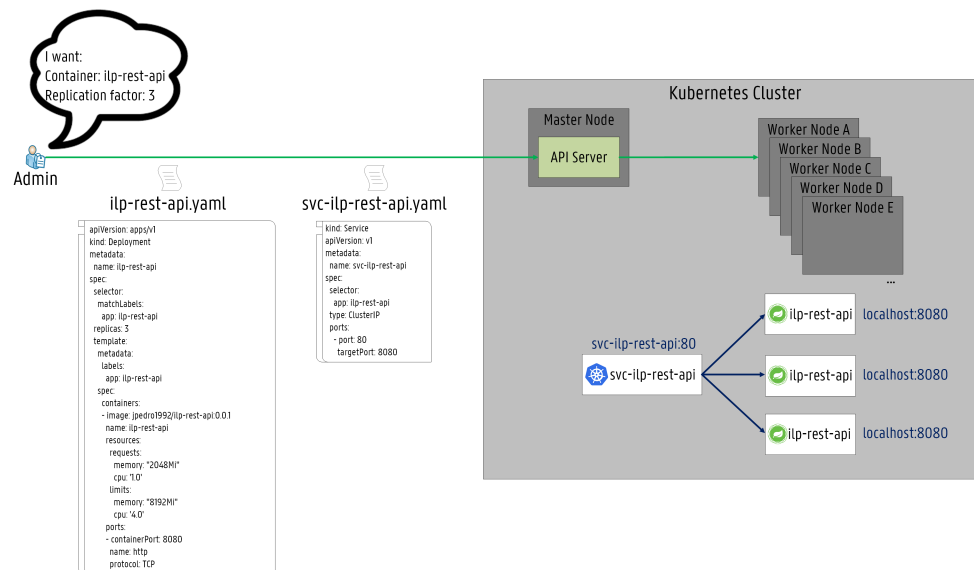 I want:
Container: ilp-rest-api
Replication factor: 3
Admin
ilp-rest-api.yaml
apiVersion: apps/v1
kind: Deployment
metadata:
name: ilp-rest-api
spec:
selector:
matchLabels:
app: ilp-rest-api
replicas: 3
template:
metadata:
labels:
app: ilp-rest-api
spec:
containers:
- image: jpedro1992/ilp-rest-api:0.0.1
name: ilp-rest-api
resources:
requests:
memory: "2048Mi"
cpu: '1.0'
limits:
memory: "8192Mi"
cpu: '4.0'
ports:
- containerPort: 8080
name: http
protocol: TCP
svc-ilp-rest-api.yaml
kind: Service
apiVersion: v1
metadata:
name: svc-ilp-rest-api
spec:
selector:
app: ilp-rest-api
type: ClusterIP
ports:
- port: 80
targetPort: 8080
Kubernetes Cluster
Master Node
API Server
Worker Node A
Worker Node B
Worker Node C
Worker Node D
Worker Node E
...
svc-ilp-rest-api:80
svc-ilp-rest-api
ilp-rest-api localhost:8080
ilp-rest-api localhost:8080
ilp-rest-api localhost:8080